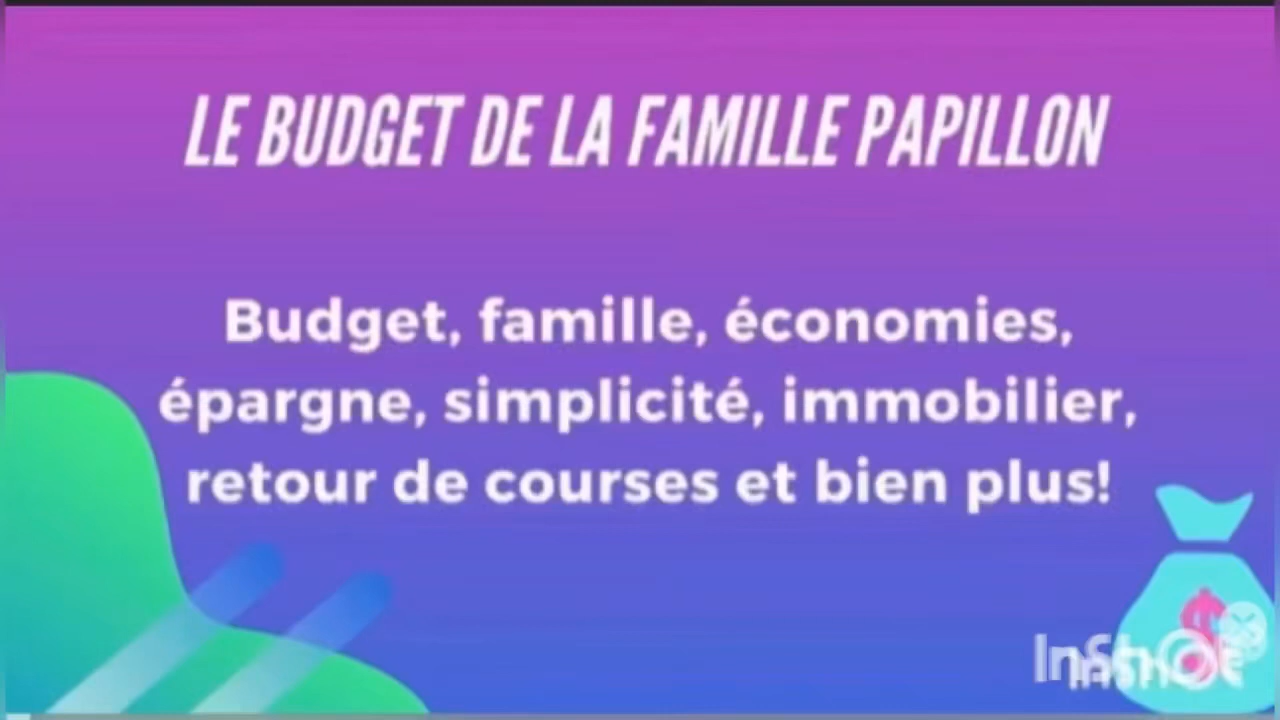 LE BUDGET DE LA FAMILLE PAPILLON
Budget, famille, économies,
épargne, simplicité, immobilier,
retour de courses et bien plus!
$
InShOt
InShOt